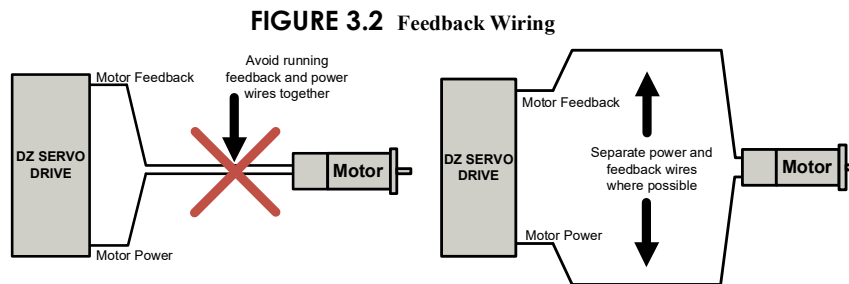 FIGURE 3.2 Feedback Wiring
Motor Feedback
Avoid running
feedback and power
wires together
DZ SERVO
DRIVE
Motor
Motor Power
Motor Feedback
DZ SERVO
DRIVE
Separate power and
feedback wires
where possible
Motor
Motor Power